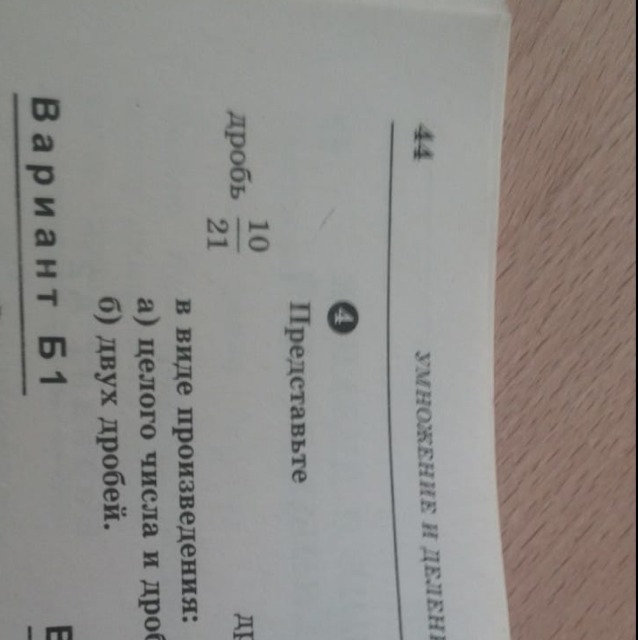 44
УМНОЖЕНИЕ И ДЕЛЕН
4
Представьте
дробь 10/21
в виде произведения:
а) целого числа и дроб
б) двух дробей.
Вариант Б1